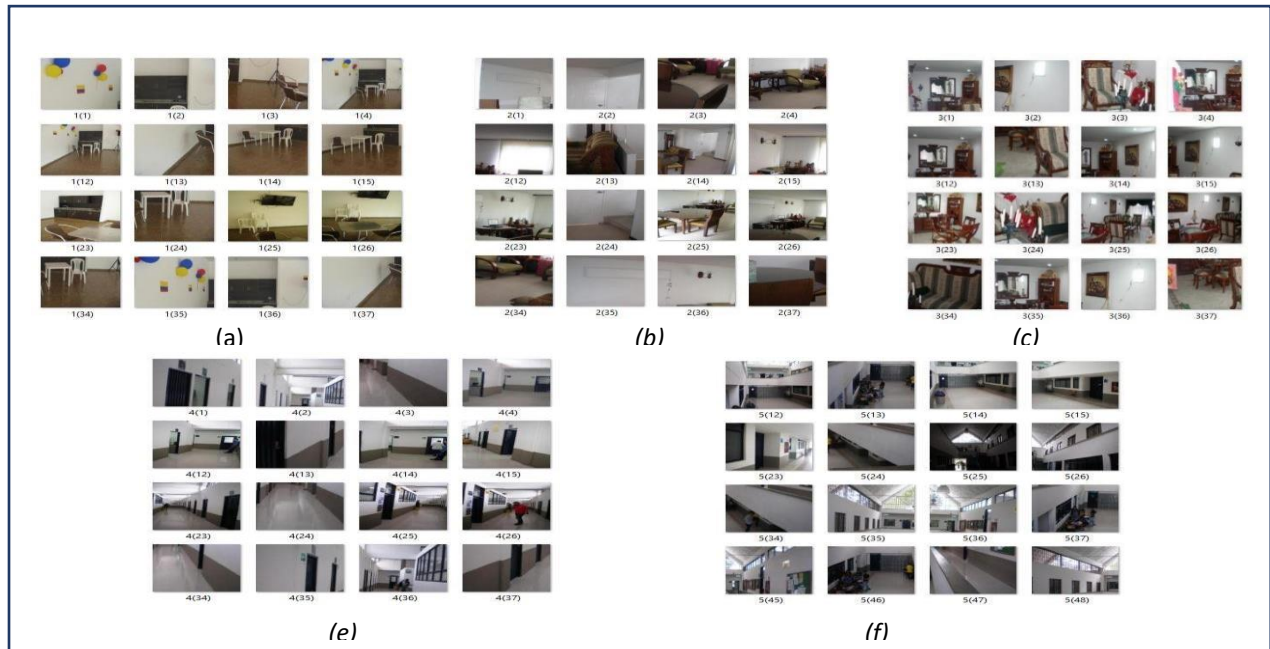 1(1) 1(2) 1(3) 1(4)
1(12) 1(13) 1(14) 1(15)
1(23) 1(24) 1(25) 1(26)
1(34) 1(35) 1(36) 1(37)
(a)
2(1) 2(2) 2(3) 2(4)
2(12) 2(13) 2(14) 2(15)
2(23) 2(24) 2(25) 2(26)
2(34) 2(35) 2(36) 2(37)
(b)
3(1) 3(2) 3(3) 3(4)
3(12) 3(13) 3(14) 3(15)
3(23) 3(24) 3(25) 3(26)
3(34) 3(35) 3(36) 3(37)
(c)
4(1) 4(2) 4(3) 4(4)
4(12) 4(13) 4(14) 4(15)
4(23) 4(24) 4(25) 4(26)
4(34) 4(35) 4(36) 4(37)
(e)
5(12) 5(13) 5(14) 5(15)
5(23) 5(24) 5(25) 5(26)
5(34) 5(35) 5(36) 5(37)
5(45) 5(46) 5(47) 5(48)
(f)